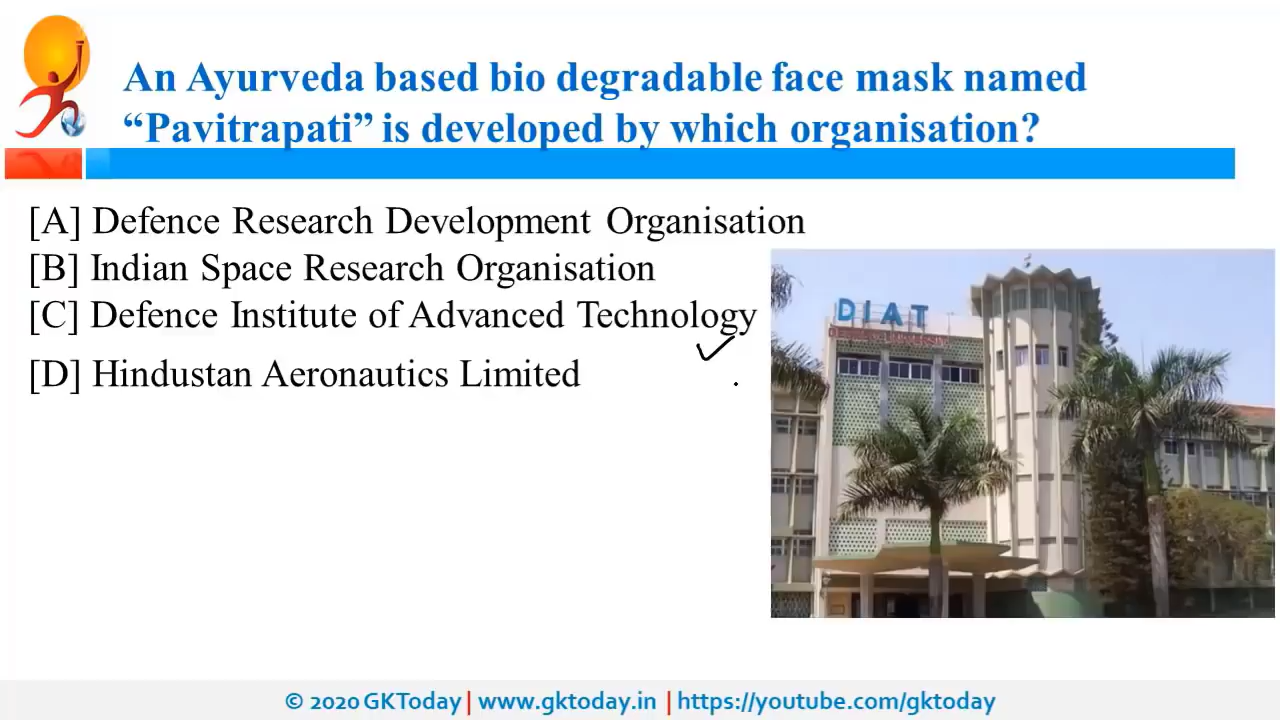 An Ayurveda based bio degradable face mask named
“Pavitrapati” is developed by which organisation?
[A] Defence Research Development Organisation
[B] Indian Space Research Organisation
[C] Defence Institute of Advanced Technology
[D] Hindustan Aeronautics Limited
DIAT
© 2020 GKToday | www.gktoday.in | https://youtube.com/gktoday